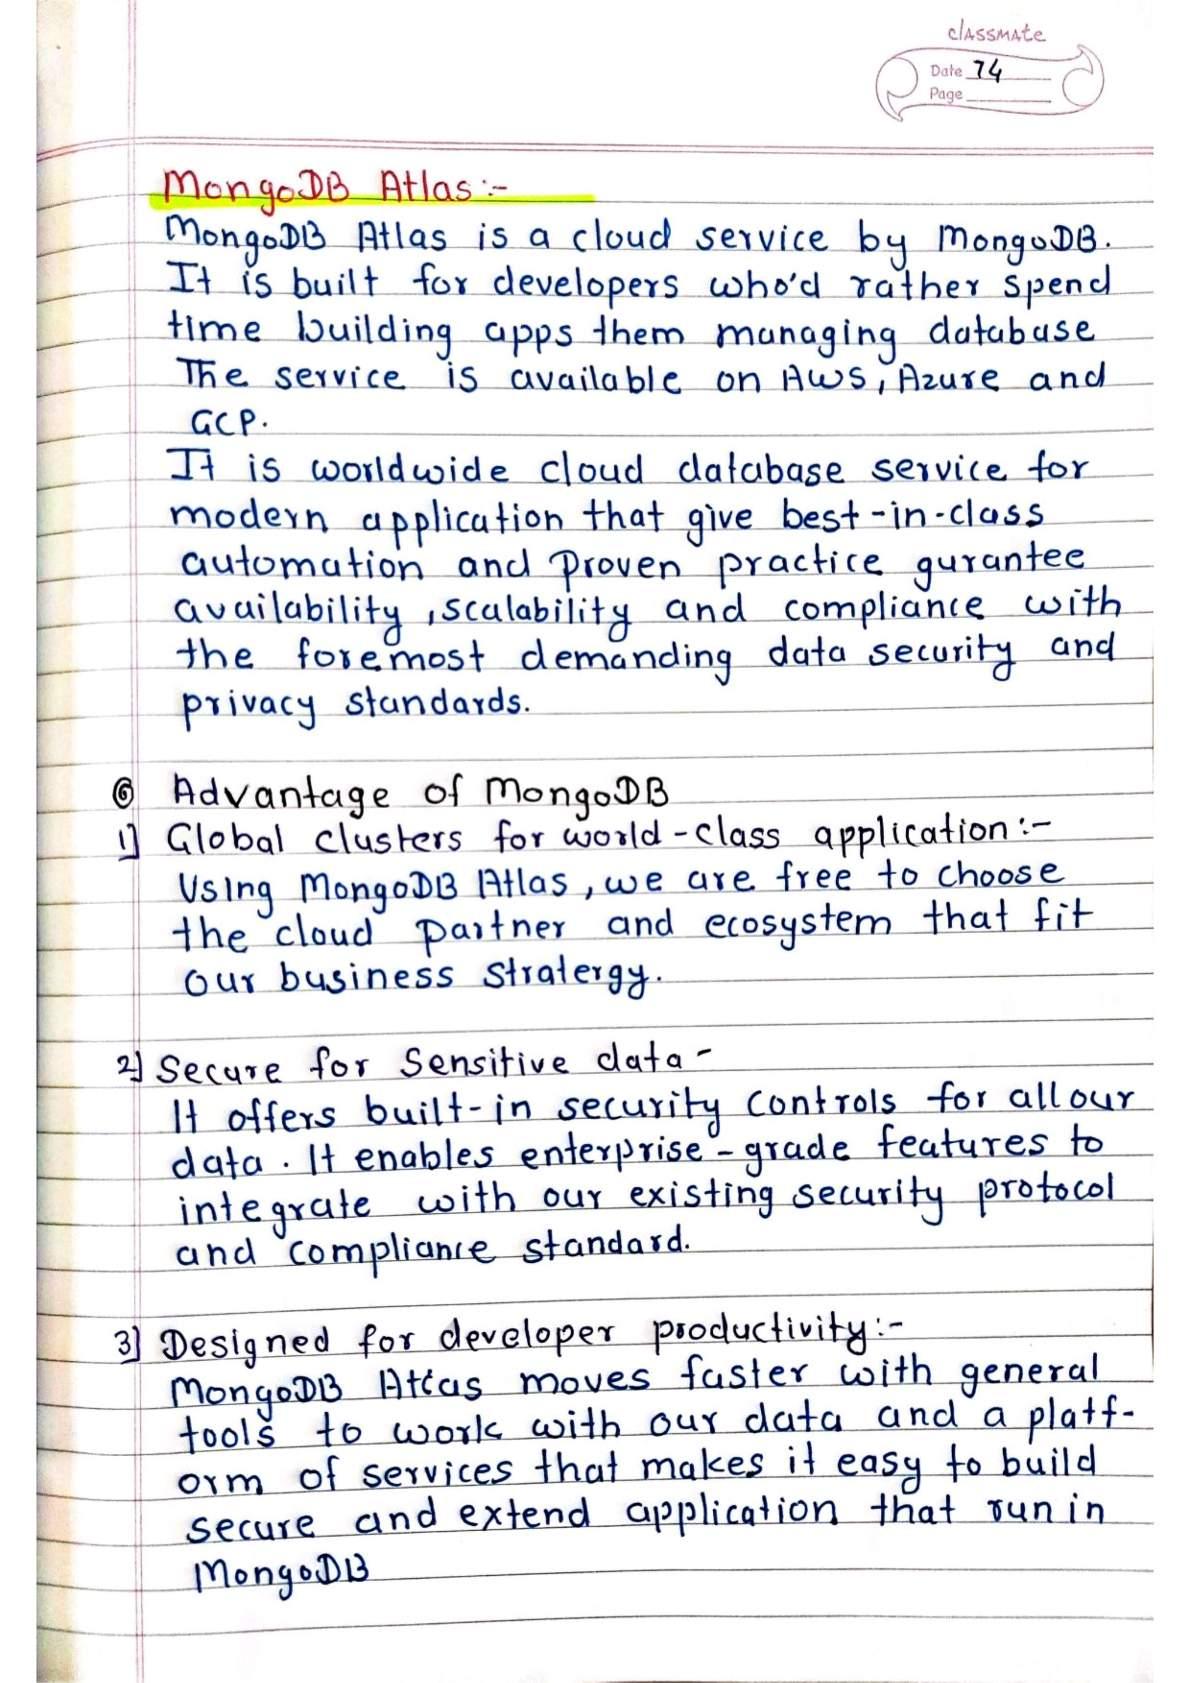 classmate
Date 74
Page
MongoDB Atlas :-
MongoDB Atlas is a cloud service by MongoDB.
It is built for developers who'd rather spend
time building apps them managing database
The service is available on AWS, Azure and
GCP.
It is worldwide cloud database service for
modern application that give best-in-class
automation and proven practice gurantee
availability, scalability and compliance with
the foremost demanding data security and
privacy standards.
⑥ Advantage of MongoDB
1] Global clusters for world-class application :-
Using MongoDB Atlas, we are free to choose
the cloud partner and ecosystem that fit
our business stratergy.
2] Secure for Sensitive data -
It offers built-in security controls for all our
data. It enables enterprise-grade features to
integrate with our existing security protocol
and compliance standard.
3] Designed for developer productivity :-
MongoDB Atlas moves faster with general
tools to work with our data and a platf-
orm of services that makes it easy to build
secure and extend application that run in
MongoDB